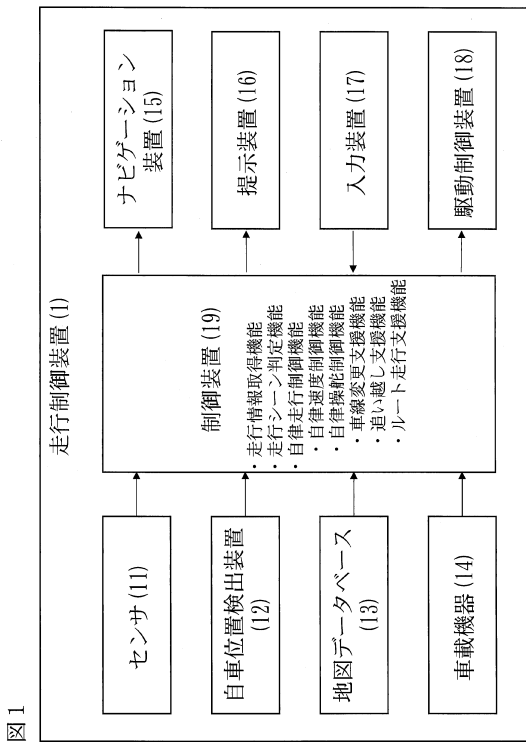 図1
走行制御装置(1)
センサ(11)
自車位置検出装置
(12)
地図データベース
(13)
車載機器(14)
制御装置(19)
・走行情報取得機能
・走行シーン判定機能
・自律走行制御機能
・自律速度制御機能
・自律操舵制御機能
・車線変更支援機能
・追い越し支援機能
・ルート走行支援機能
ナビゲーション
装置(15)
提示装置(16)
入力装置(17)
駆動制御装置(18)